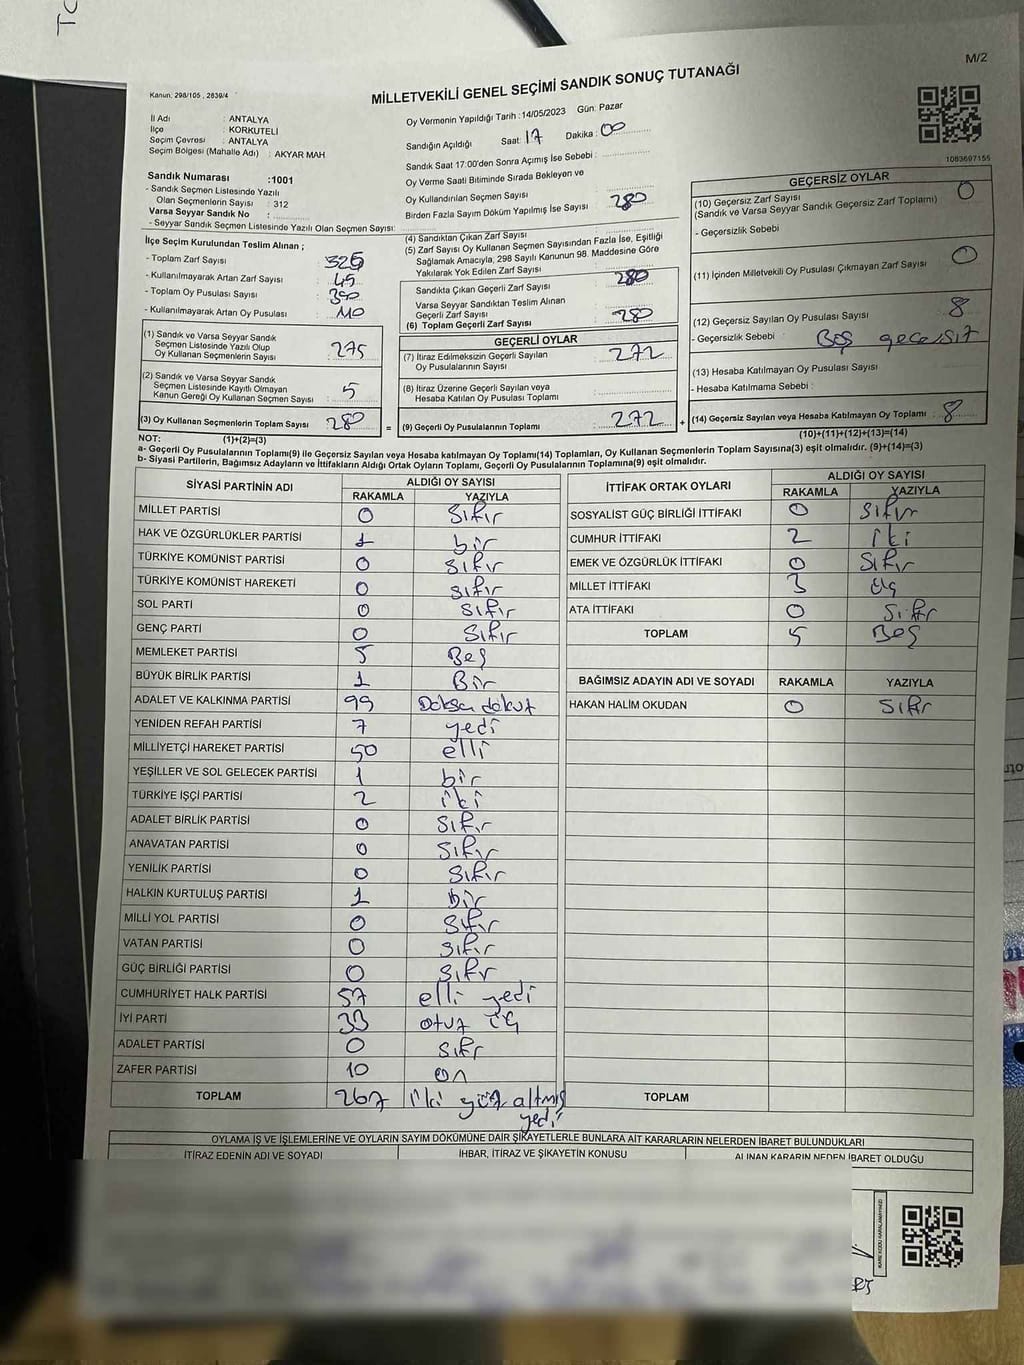 M/2
MİLLETVEKİLİ GENEL SEÇİMİ SANDIK SONUÇ TUTANAĞI
Kanun: 298/105 , 2839/4
İl Adı : ANTALYA
İlçe : KORKUTELİ
Seçim Çevresi : ANTALYA
Seçim Bölgesi (Mahalle Adı) : AKYAR MAH
Sandık Numarası :1001
- Sandık Seçmen Listesinde Yazılı
Olan Seçmenlerin Sayısı : 312
Varsa Seyyar Sandık No :
- Seyyar Sandık Seçmen Listesinde Yazılı Olan Seçmen Sayısı:
Oy Vermenin Yapıldığı Tarih :14/05/2023 Gün: Pazar
Sandığın Açıldığı Saat: 17 Dakika : 00
Sandık Saat 17:00'den Sonra Açımış İse Sebebi :
Oy Verme Saati Bitiminde Sırada Bekleyen ve
Oy Kullandırılan Seçmen Sayısı
Birden Fazla Sayım Döküm Yapılmış İse Sayısı
280
(4) Sandıktan Çıkan Zarf Sayısı
(5) Zarf Sayısı Oy Kullanan Seçmen Sayısından Fazla İse, Eşitliği
Sağlamak Amacıyla, 298 Sayılı Kanunun 98. Maddesine Göre
Yakılarak Yok Edilen Zarf Sayısı
Sandıkta Çıkan Geçerli Zarf Sayısı 280
Varsa Seyyar Sandıktan Teslim Alınan
Geçerli Zarf Sayısı
(6) Toplam Geçerli Zarf Sayısı 280
1083697155
GEÇERSİZ OYLAR
(10) Geçersiz Zarf Sayısı 0
(Sandık ve Varsa Seyyar Sandık Geçersiz Zarf Toplamı)
- Geçersizlik Sebebi
(11) İçinden Milletvekili Oy Pusulası Çıkmayan Zarf Sayısı 0
(12) Geçersiz Sayılan Oy Pusulası Sayısı 8
- Geçersizlik Sebebi : Boş geçersiz
(13) Hesaba Katılmayan Oy Pusulası Sayısı
- Hesaba Katılmama Sebebi :
(14) Geçersiz Sayılan veya Hesaba Katılmayan Oy Toplamı 8
(10)+(11)+(12)+(13)=(14)
İlçe Seçim Kurulundan Teslim Alınan ;
- Toplam Zarf Sayısı : 325
- Kullanılmayarak Artan Zarf Sayısı : 45
- Toplam Oy Pusulası Sayısı : 390
- Kullanılmayarak Artan Oy Pusulası : 110
(1) Sandık ve Varsa Seyyar Sandık
Seçmen Listesinde Yazılı Olup
Oy Kullanan Seçmenlerin Sayısı 275
(2) Sandık ve Varsa Seyyar Sandık
Seçmen Listesinde Kayıtlı Olmayan
Kanun Gereği Oy Kullanan Seçmen Sayısı 5
(3) Oy Kullanan Seçmenlerin Toplam Sayısı 280
(1)+(2)=(3)
GEÇERLİ OYLAR
(7) İtiraz Edilmeksizin Geçerli Sayılan
Oy Pusulalarının Sayısı 272
(8) İtiraz Üzerine Geçerli Sayılan veya
Hesaba Katılan Oy Pusulası Toplamı
= (9) Geçerli Oy Pusulalarının Toplamı 272 +
NOT:
a- Geçerli Oy Pusulasının Toplamı(9) ile Geçersiz Sayılan veya Hesaba katılmayan Oy Toplamı(14) Toplamları, Oy Kullanan Seçmenlerin Toplam Sayısına(3) eşit olmalıdır. (9)+(14)=(3)
b- Siyasi Partilerin, Bağımsız Adayların ve İttifakların Aldığı Ortak Oyların Toplamı, Geçerli Oy Pusulalarının Toplamına(9) eşit olmalıdır.
SİYASİ PARTİNİN ADI ALDIĞI OY SAYISI
RAKAMLA YAZIYLA
MİLLET PARTİSİ 0 Sıfır
HAK VE ÖZGÜRLÜKLER PARTİSİ 1 bir
TÜRKİYE KOMÜNİST PARTİSİ 0 Sıfır
TÜRKİYE KOMÜNİST HAREKETİ 0 Sıfır
SOL PARTİ 0 Sıfır
GENÇ PARTİ 0 Sıfır
MEMLEKET PARTİSİ 5 Beş
BÜYÜK BİRLİK PARTİSİ 1 Bir
ADALET VE KALKINMA PARTİSİ 99 Doksan dokuz
YENİDEN REFAH PARTİSİ 7 yedi
MİLLİYETÇİ HAREKET PARTİSİ 50 elli
YEŞİLLER VE SOL GELECEK PARTİSİ 1 bir
TÜRKİYE İŞÇİ PARTİSİ 2 iki
ADALET BİRLİK PARTİSİ 0 Sıfır
ANAVATAN PARTİSİ 0 Sıfır
YENİLİK PARTİSİ 0 Sıfır
HALKIN KURTULUŞ PARTİSİ 1 bir
MİLLİ YOL PARTİSİ 0 Sıfır
VATAN PARTİSİ 0 Sıfır
GÜÇ BİRLİĞİ PARTİSİ 0 Sıfır
CUMHURİYET HALK PARTİSİ 57 elli yedi
İYİ PARTİ 33 otuz üç
ADALET PARTİSİ 0 Sıfır
ZAFER PARTİSİ 10 on
TOPLAM 267 iki yüz altmış
yedi
İTTİFAK ORTAK OYLARI ALDIĞI OY SAYISI
RAKAMLA YAZIYLA
SOSYALİST GÜÇ BİRLİĞİ İTTİFAKI 0 Sıfır
CUMHUR İTTİFAKI 2 iki
EMEK VE ÖZGÜRLÜK İTTİFAKI 0 Sıfır
MİLLET İTTİFAKI 3 üç
ATA İTTİFAKI 0 Sıfır
TOPLAM 5 Beş
BAĞIMSIZ ADAYIN ADI VE SOYADI RAKAMLA YAZIYLA
HAKAN HALİM OKUDAN 0 Sıfır
TOPLAM
OYLAMA İŞ VE İŞLEMLERİNE VE OYLARIN SAYIM DÖKÜMÜNE DAİR ŞİKAYETLERLE BUNLARA AİT KARARLARIN NELERDEN İBARET BULUNDUKLARI
İTİRAZ EDENİN ADI VE SOYADI İHBAR, İTİRAZ VE ŞİKAYETİN KONUSU ALINAN KARARIN NEDEN İBARET OLDUĞU